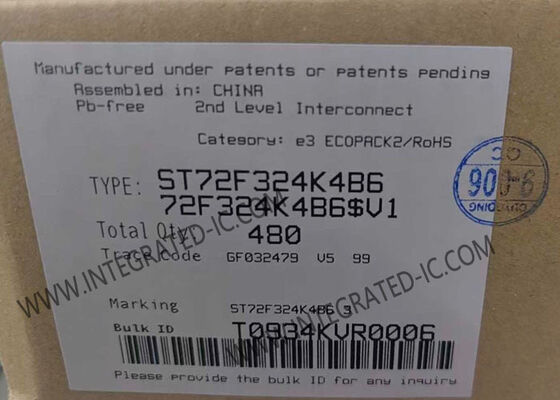 Manufactured under patents or patents pending
Assembled in: CHINA
Pb-free 2nd Level Interconnect
Category: e3 ECOPACK2/RoHS
TYPE: ST72F324K4B6
72F324K4B6$V1
Total Qty: 480
Trace code GF032479 V5 99
Marking ST72F324K4B6 3
Bulk ID T0934KVR0006
Please provide the bulk ID for any inquiry
WWW.INTEGRATED-IC.COM
WWW.INTEGRATED-IC.COM
QC